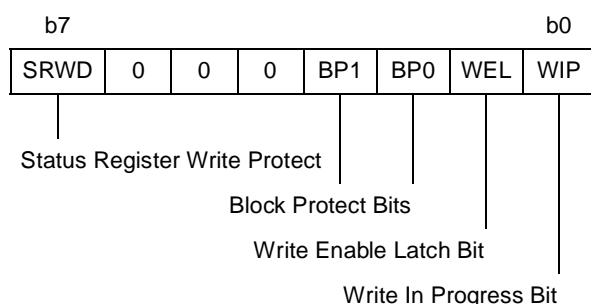 b7 b0
SRWD 0 0 0 BP1 BP0 WEL WIP
Status Register Write Protect
Block Protect Bits
Write Enable Latch Bit
Write In Progress Bit